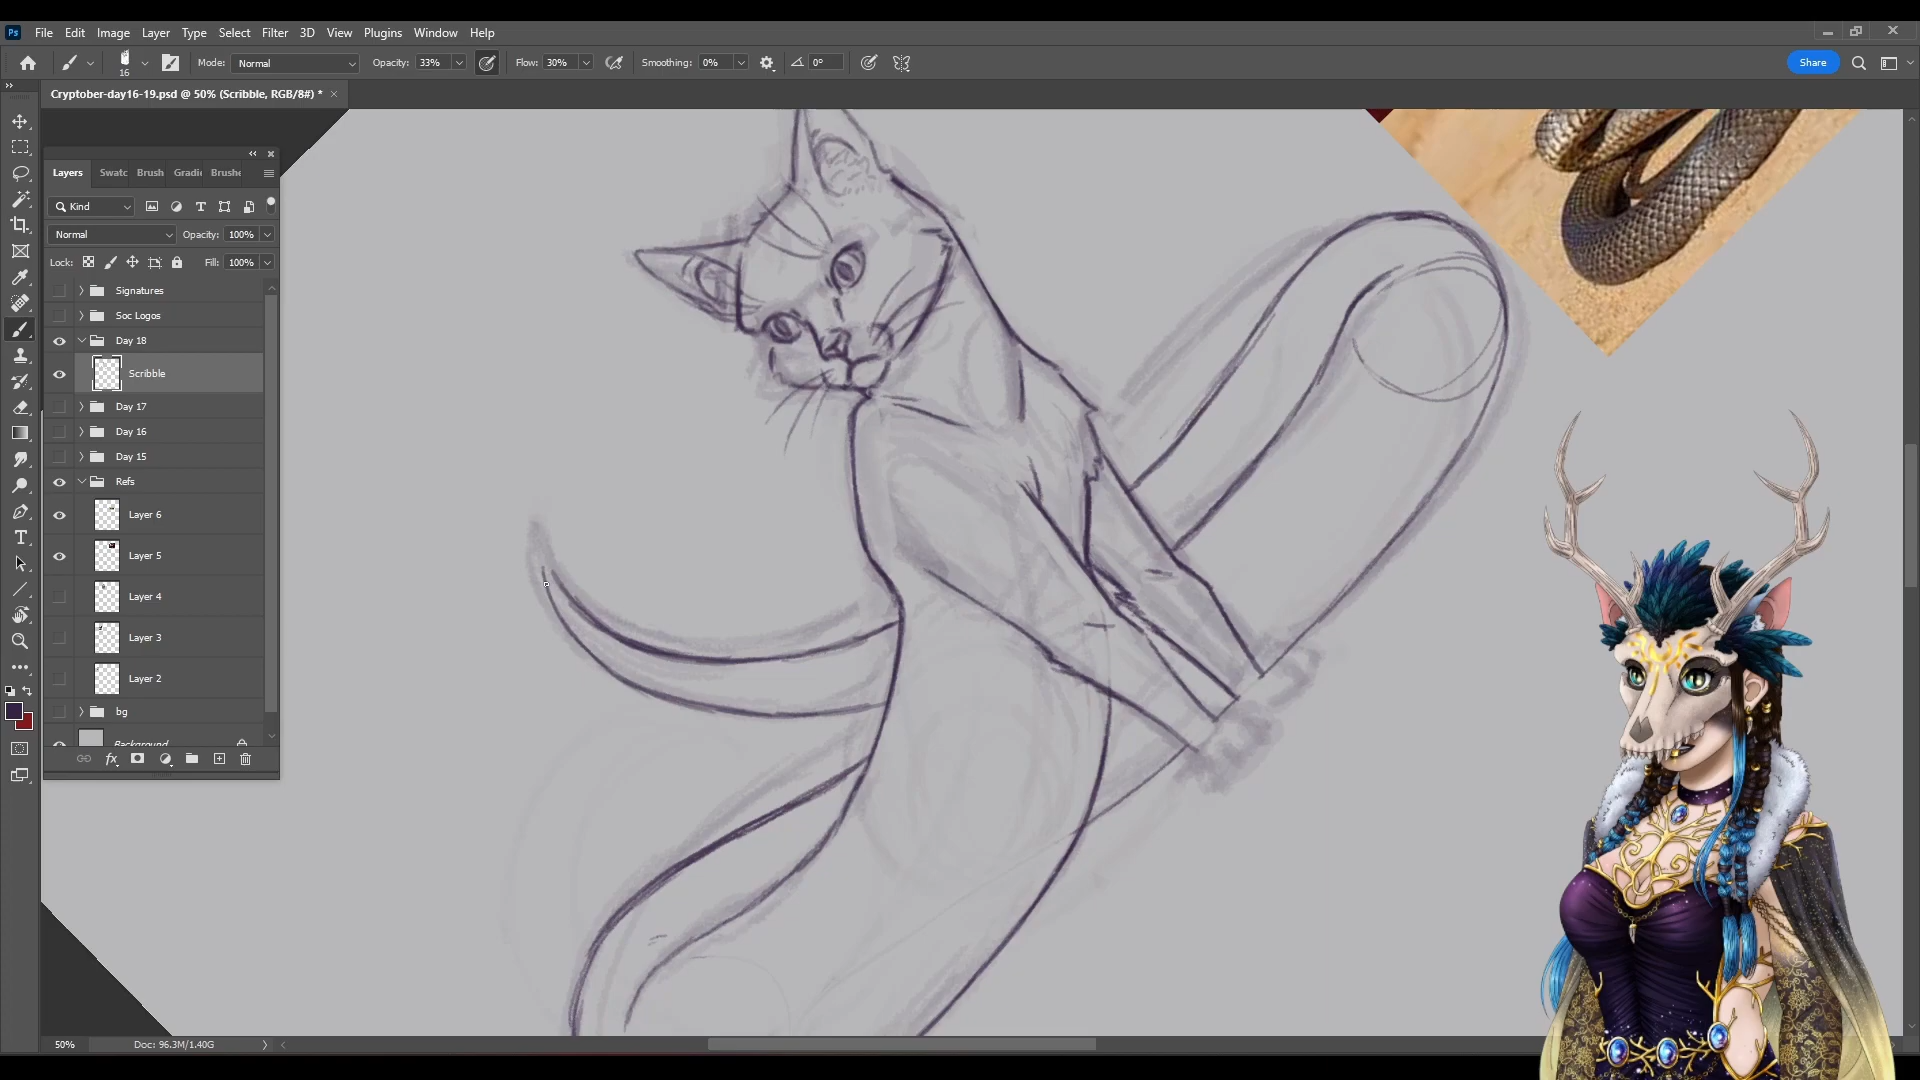 Ps File Edit Image Layer Type Select Filter 3D View Plugins Window Help
16 Mode: Normal Opacity: 33% Flow: 30% Smoothing: 0% 0° Share
Cryptober-day16-19.psd @ 50% (Scribble, RGB/8#) * ×
Layers Swatc Brush Gradi Brushe
Kind
Normal Opacity: 100%
Lock: Fill: 100%
Signatures
Soc Logos
Day 18
Scribble
Day 17
Day 16
Day 15
Refs
Layer 6
Layer 5
Layer 4
Layer 3
Layer 2
bg
Background
fx
50% Doc: 96.3M/1.40G